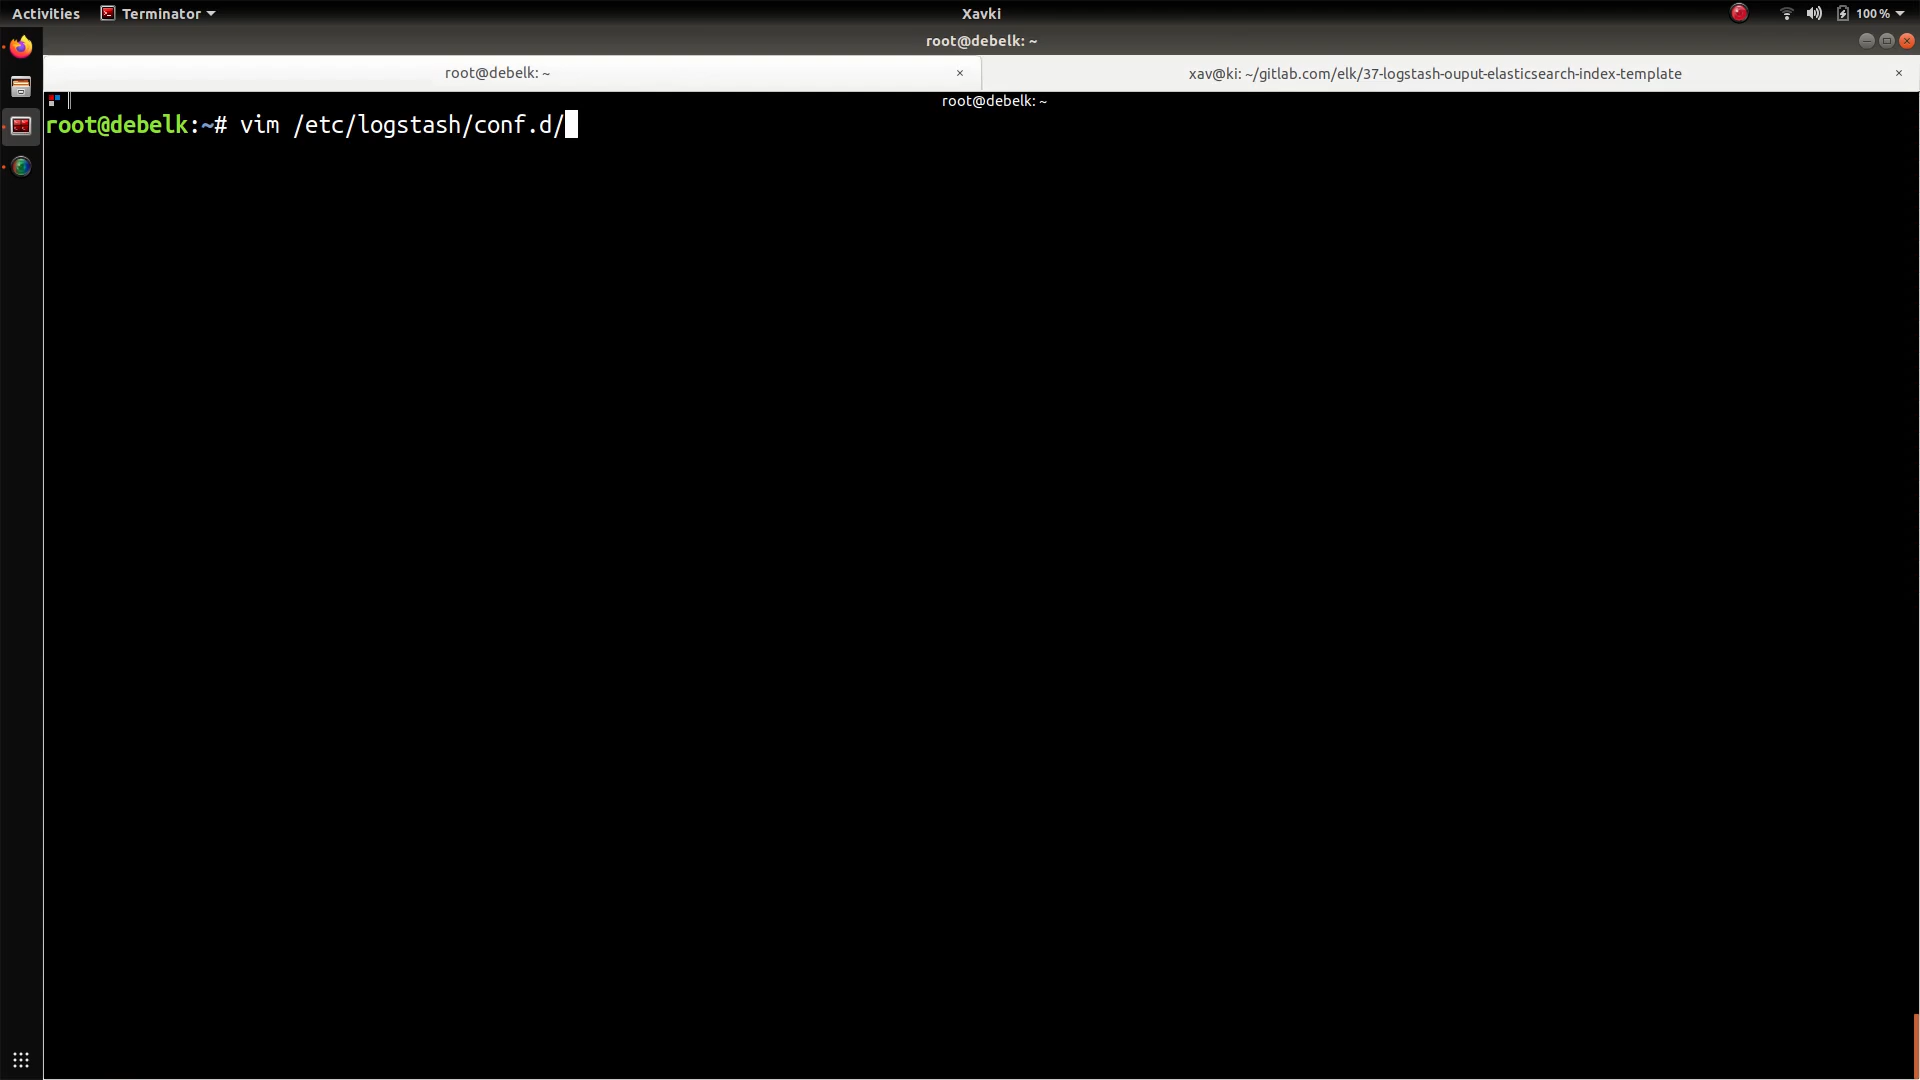 Activities Terminator Xavki 100 %
root@debelk: ~
root@debelk: ~ × xav@ki: ~/gitlab.com/elk/37-logstash-ouput-elasticsearch-index-template ×
root@debelk: ~
root@debelk:~# vim /etc/logstash/conf.d/